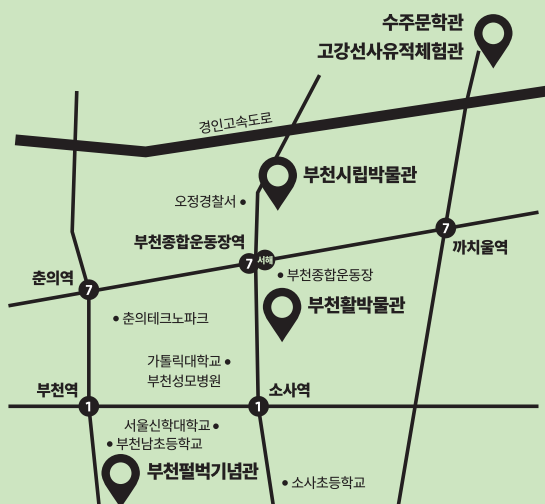 수주문학관
고강선사유적체험관
경인고속도로
부천시립박물관
오정경찰서
부천종합운동장역
7
까치울역
7
서해
부천종합운동장
춘의역
7
부천활박물관
춘의테크노파크
가톨릭대학교
부천성모병원
부천역
소사역
1
1
서울신학대학교
부천남초등학교
부천펄벅기념관
소사초등학교